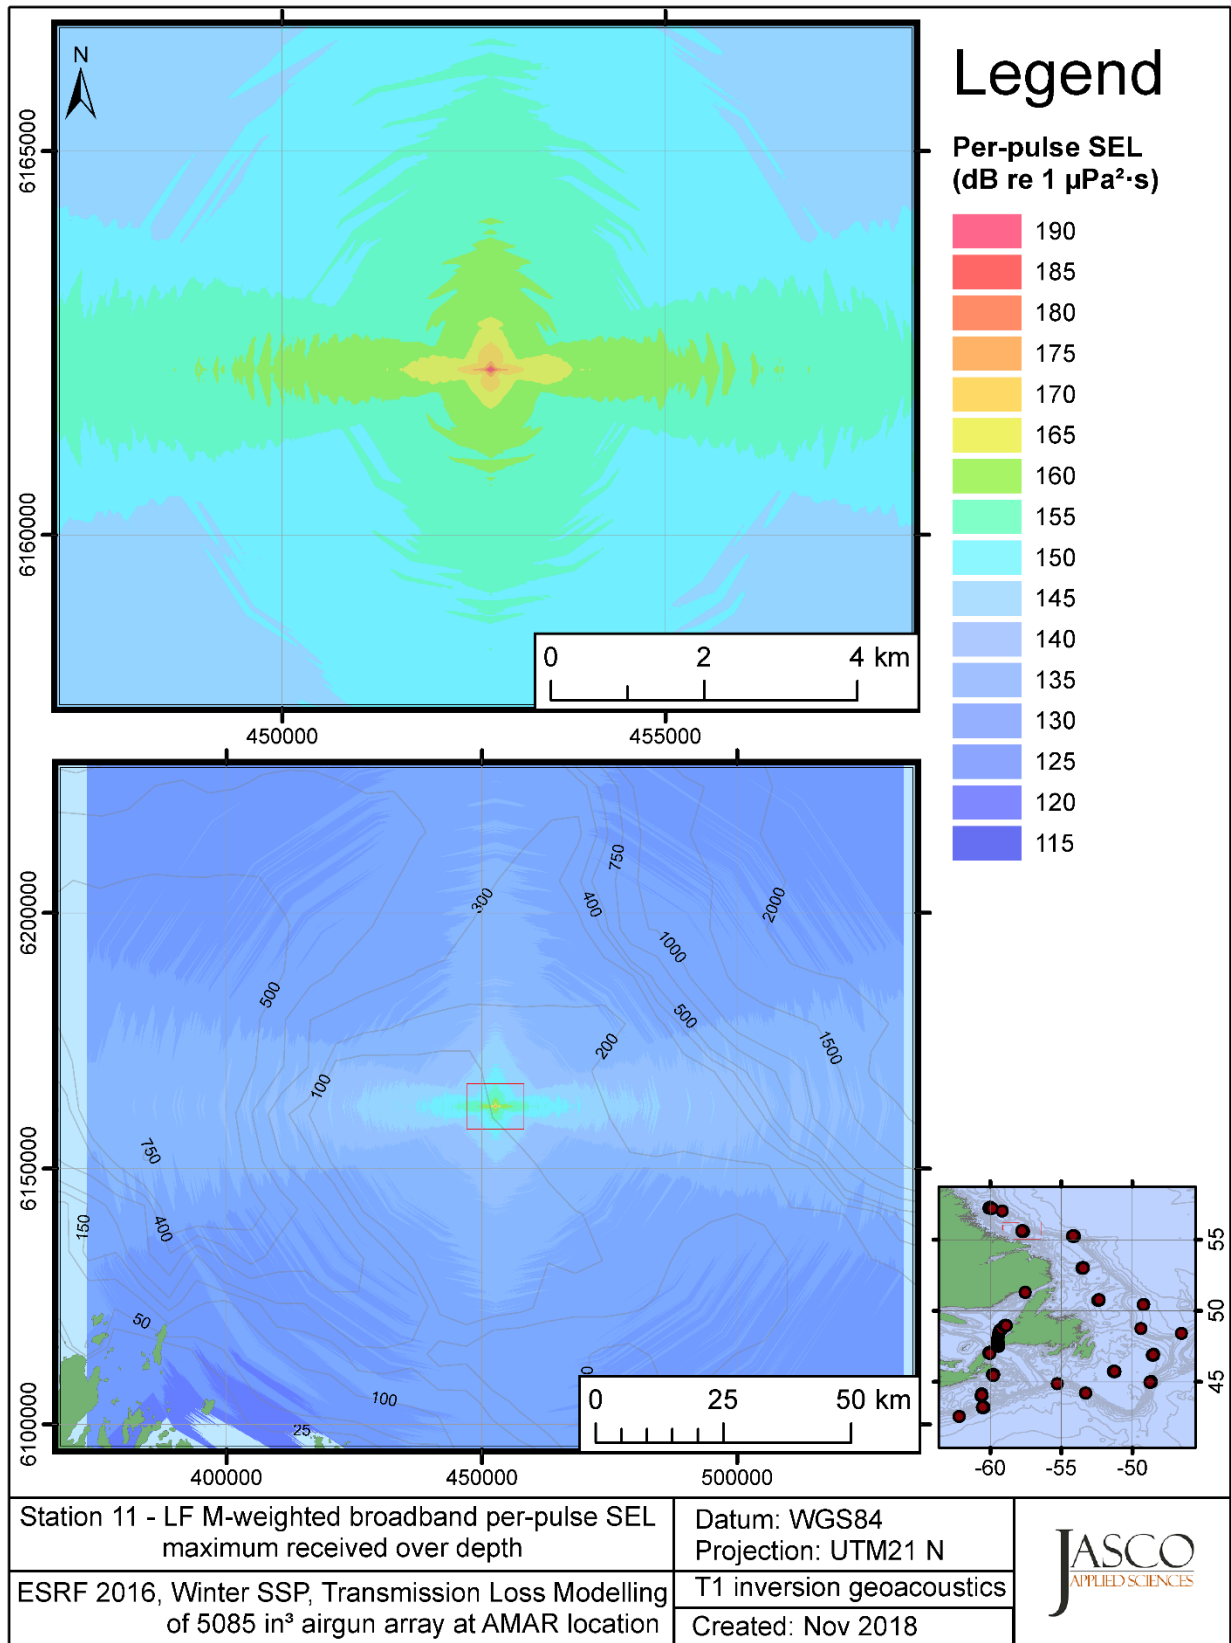 N
6165000
6160000
0 2 4 km
450000 455000
Legend
Per-pulse SEL
(dB re 1 µPa²·s)
190
185
180
175
170
165
160
155
150
145
140
135
130
125
120
115
6200000
6150000
6100000
300
750
400
2000
1000
500
500
200
1500
100
750
400
150
50
100
25
0
0 25 50 km
400000 450000 500000
55
50
45
-60 -55 -50
Station 11 - LF M-weighted broadband per-pulse SEL
maximum received over depth
ESRF 2016, Winter SSP, Transmission Loss Modelling
of 5085 in³ airgun array at AMAR location
Datum: WGS84
Projection: UTM21 N
T1 inversion geoacoustics
Created: Nov 2018
JASCO
APPLIED SCIENCES